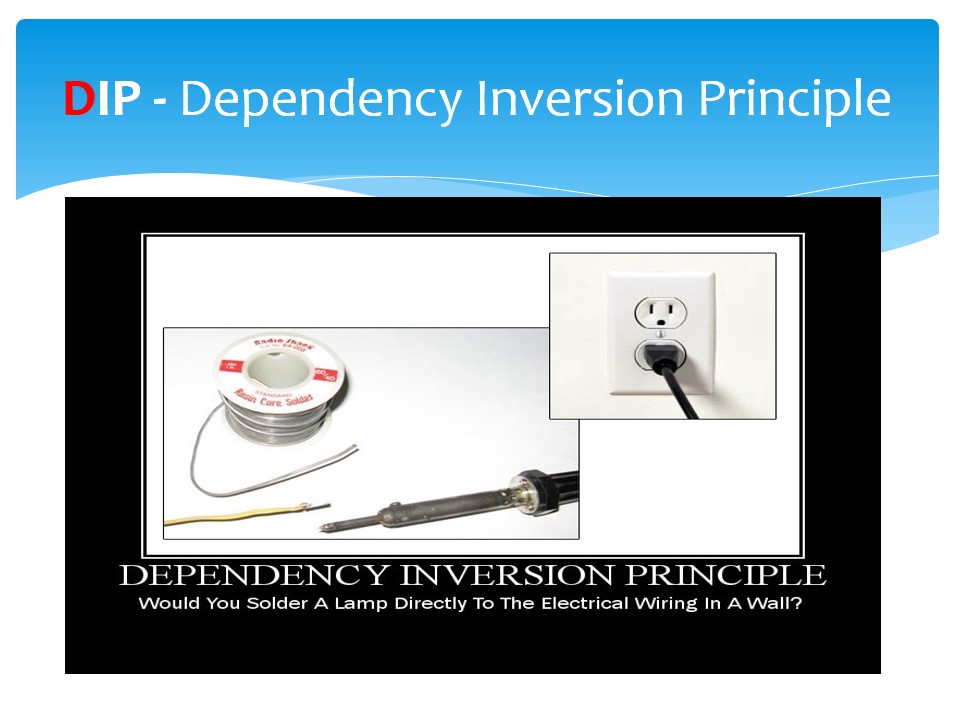 DIP - Dependency Inversion Principle
Radio Shack
60/40
STANDARD
Rosin Core Solder
DEPENDENCY INVERSION PRINCIPLE
Would You Solder A Lamp Directly To The Electrical Wiring In A Wall?